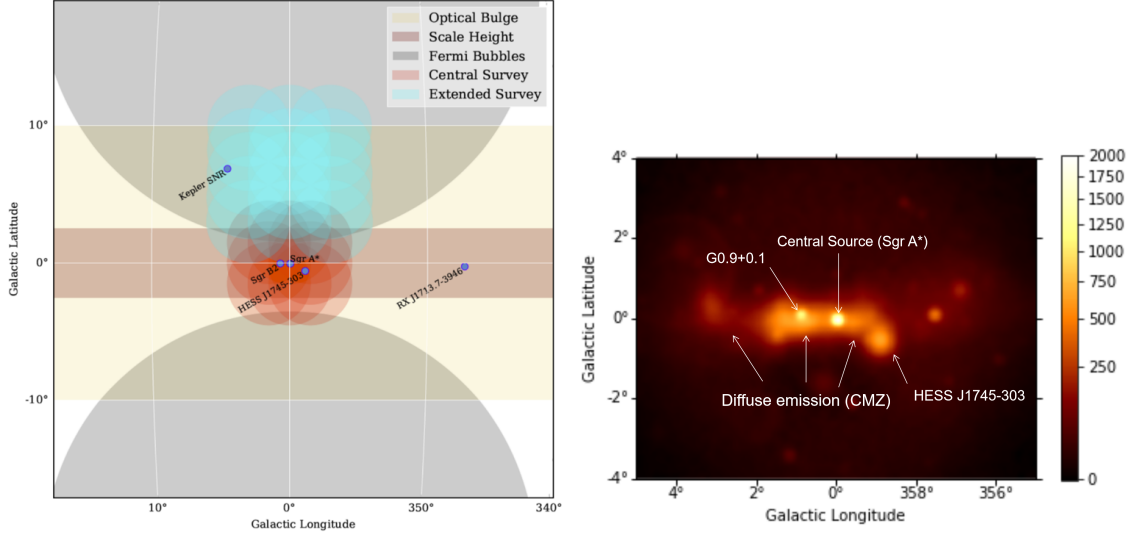 Optical Bulge
Scale Height
Fermi Bubbles
Central Survey
Extended Survey
10°
0°
-10°
Galactic Latitude
Kepler SNR
Sgr B2
Sgr A*
HESS J1745-303
RX J1713.7-3946
10°
0°
350°
340°
Galactic Longitude
4°
2°
0°
-2°
-4°
Galactic Latitude
Central Source (Sgr A*)
G0.9+0.1
Diffuse emission (CMZ)
HESS J1745-303
4°
2°
0°
358°
356°
Galactic Longitude
2000
1750
1500
1250
1000
750
500
250
0